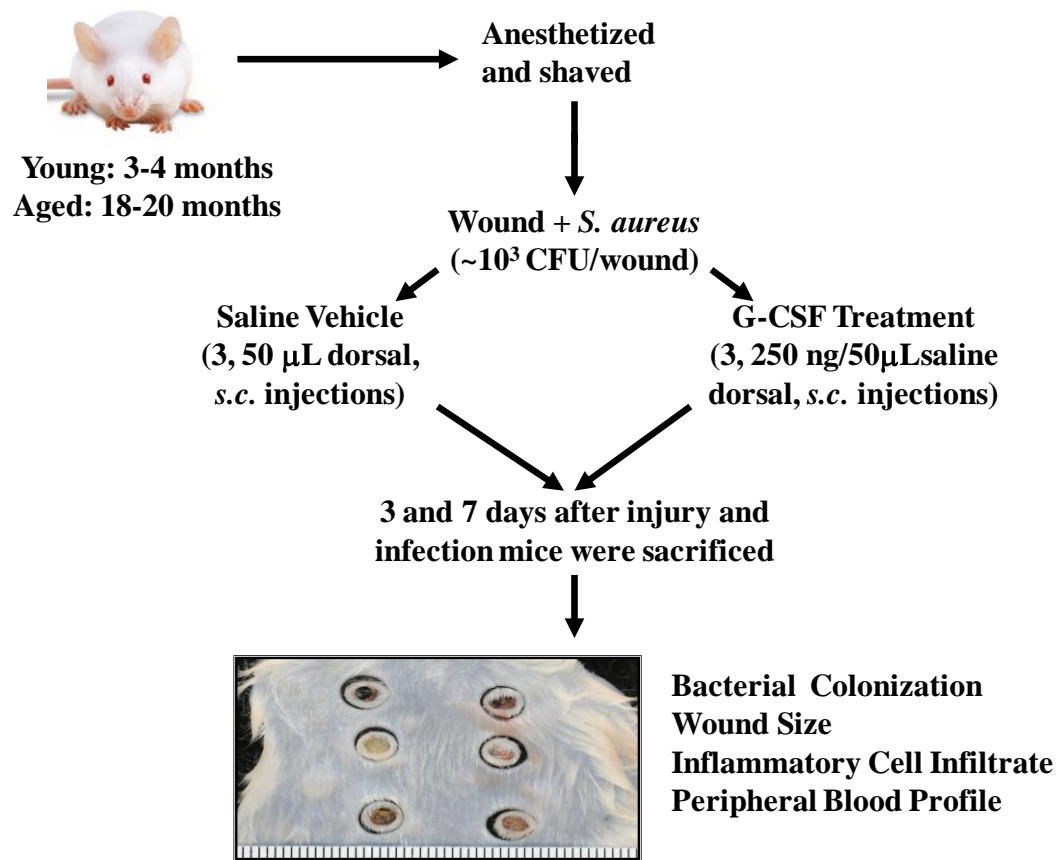 Anesthetized
and shaved
Young: 3-4 months
Aged: 18-20 months
Wound + S. aureus
(~10³ CFU/wound)
Saline Vehicle
(3, 50 μL dorsal,
s.c. injections)
G-CSF Treatment
(3, 250 ng/50μLsaline
dorsal, s.c. injections)
3 and 7 days after injury and
infection mice were sacrificed
Bacterial Colonization
Wound Size
Inflammatory Cell Infiltrate
Peripheral Blood Profile